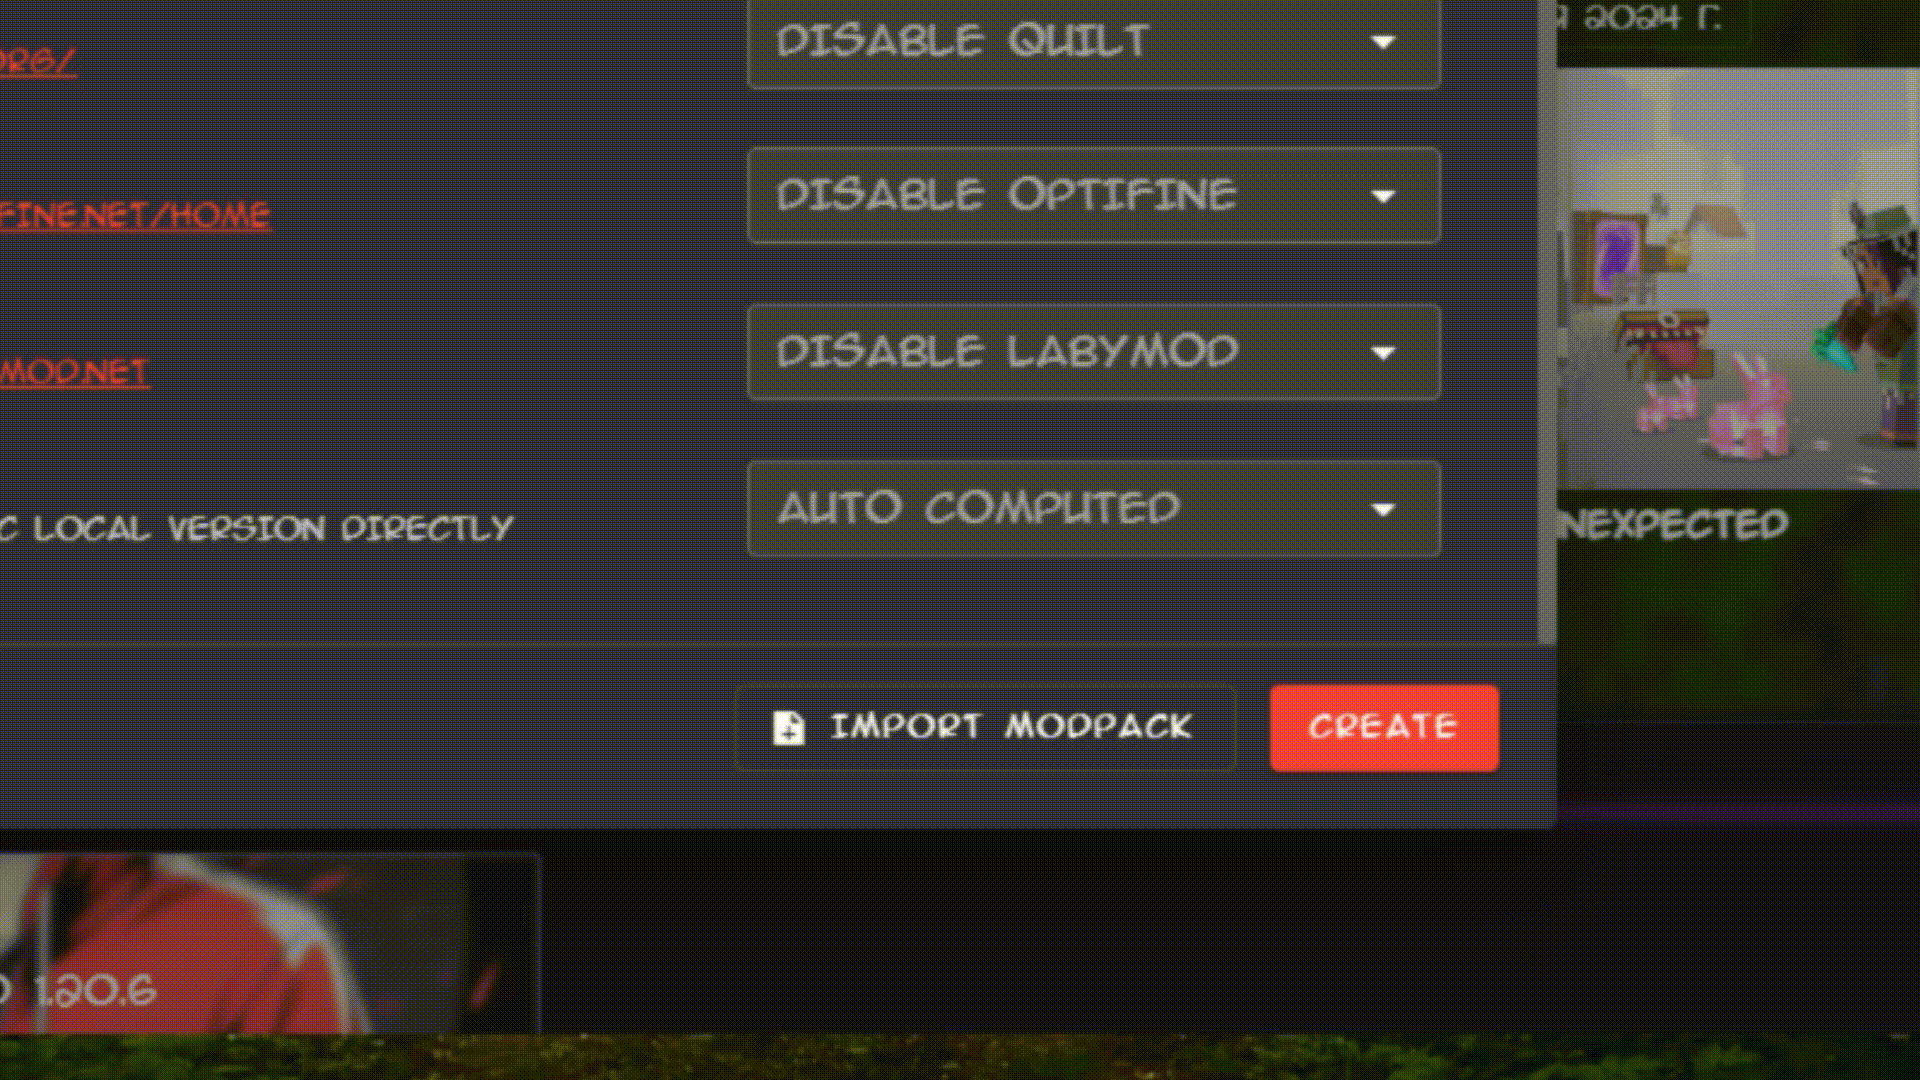 DISABLE QUILT
2024 Г.
ORG/
DISABLE OPTIFINE
FINE.NET/HOME
DISABLE LABYMOD
MOD.NET
AUTO COMPUTED
C LOCAL VERSION DIRECTLY
NEXPECTED
IMPORT MODPACK
CREATE
1.20.6